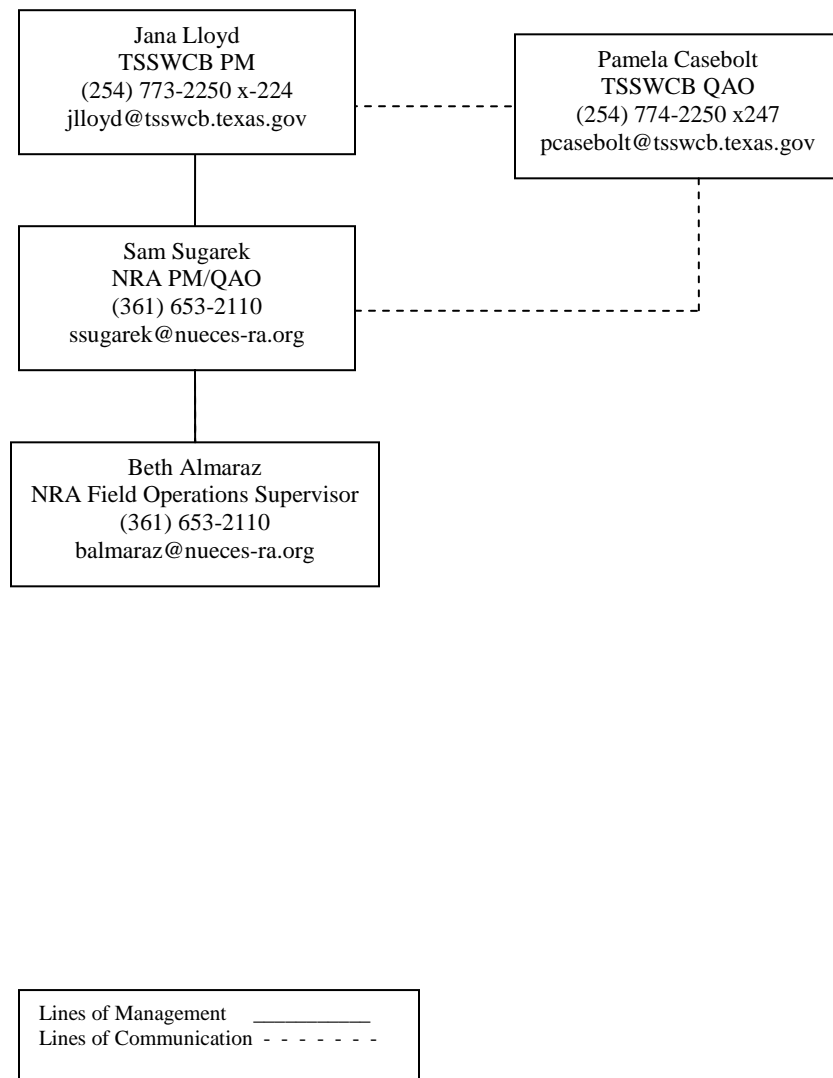 Jana Lloyd
TSSWCB PM
(254) 773-2250 x-224
jlloyd@tsswcb.texas.gov
Pamela Casebolt
TSSWCB QAO
(254) 774-2250 x247
pcasebolt@tsswcb.texas.gov
Sam Sugarek
NRA PM/QAO
(361) 653-2110
ssugarek@nueces-ra.org
Beth Almaraz
NRA Field Operations Supervisor
(361) 653-2110
balmaraz@nueces-ra.org
Lines of Management ___________
Lines of Communication - - - - - - -